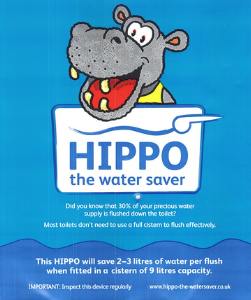 HIPPO
the water saver
Did you know that 30% of your precious water
supply is flushed down the toilet?
Most toilets don't need to use a full cistern to flush effectively.
This HIPPO will save 2-3 litres of water per flush
when fitted in a cistern of 9 litres capacity.
IMPORTANT: Inspect this device regularly www.hippo-the-watersaver.co.uk